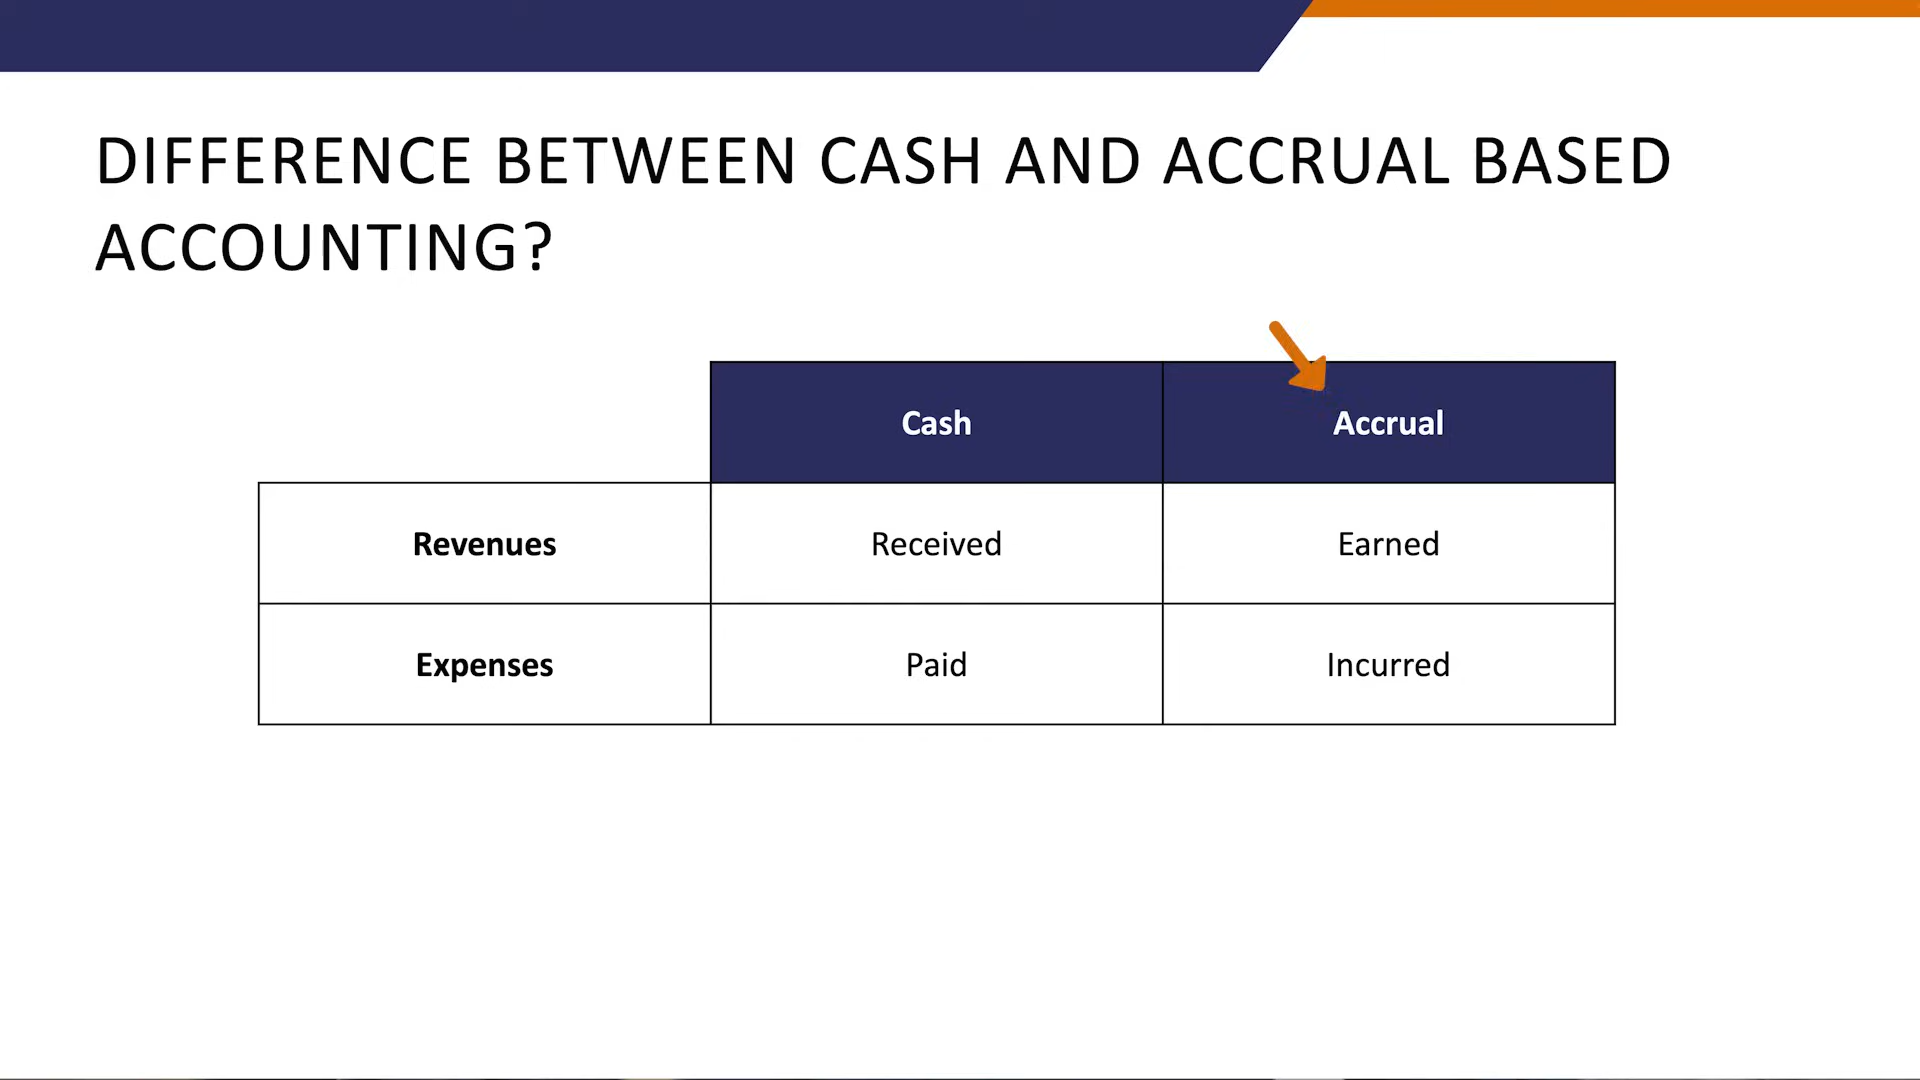 DIFFERENCE BETWEEN CASH AND ACCRUAL BASED
ACCOUNTING?
Cash Accrual
Revenues Received Earned
Expenses Paid Incurred